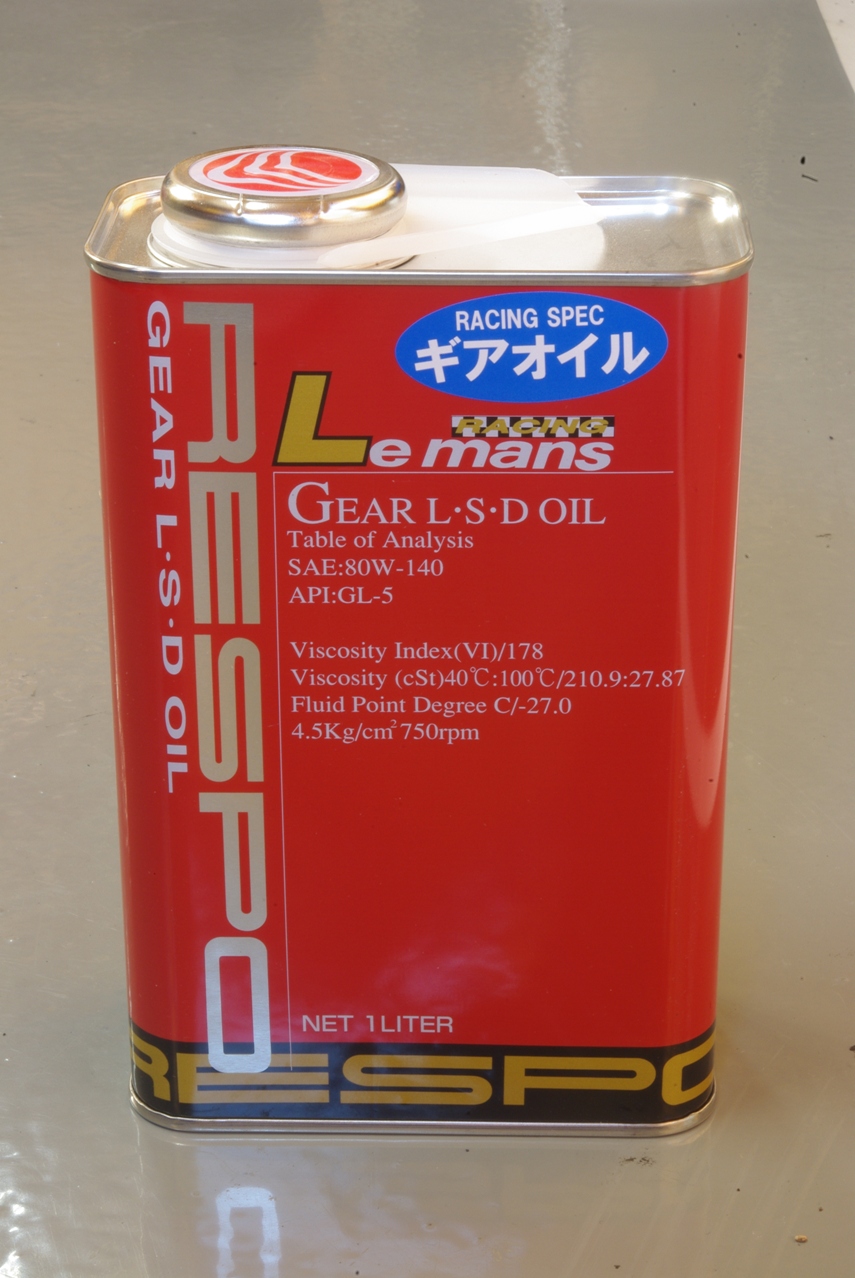 RACING SPEC
ギアオイル
RACING
Le mans
GEAR L·S·D OIL
Table of Analysis
SAE:80W-140
API:GL-5
Viscosity Index(VI)/178
Viscosity (cSt)40℃:100℃/210.9:27.87
Fluid Point Degree C/-27.0
4.5Kg/cm² 750rpm
NET 1LITER
RESPO
GEAR L·S·D OIL
RESPO